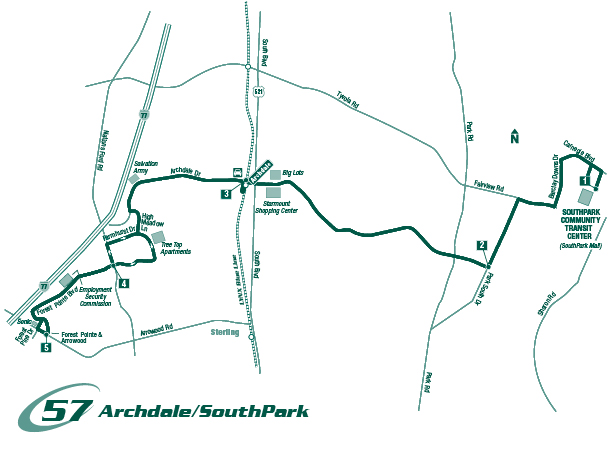 South Blvd
77
521
Tyvola Rd
Park Rd
Nations Ford Rd
N
Carnegie Blvd
Barclay Downs Dr
1
Salvation
Army
Archdale Dr
Archdale
3
Big Lots
Starmount
Shopping Center
Fairview Rd
SOUTHPARK
COMMUNITY
TRANSIT
CENTER
(SouthPark Mall)
High
Meadow
Ln
Farmhurst Dr
Tree Top
Apartments
2
Park South Dr
South Blvd
LYNX Blue Line
Sharon Rd
77
4
Employment
Security
Commission
Forest Pointe Blvd
Forest
Pine Dr
Forest Pointe &
Arrowood
5
Arrowood Rd
Sterling
Park Rd
57 Archdale/SouthPark